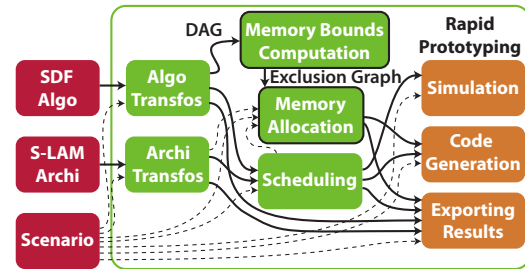 DAG
Memory Bounds
Computation
Rapid
Prototyping
SDF
Algo
Algo
Transfos
Exclusion Graph
Simulation
Memory
Allocation
S-LAM
Archi
Archi
Transfos
Scheduling
Code
Generation
Scenario
Exporting
Results